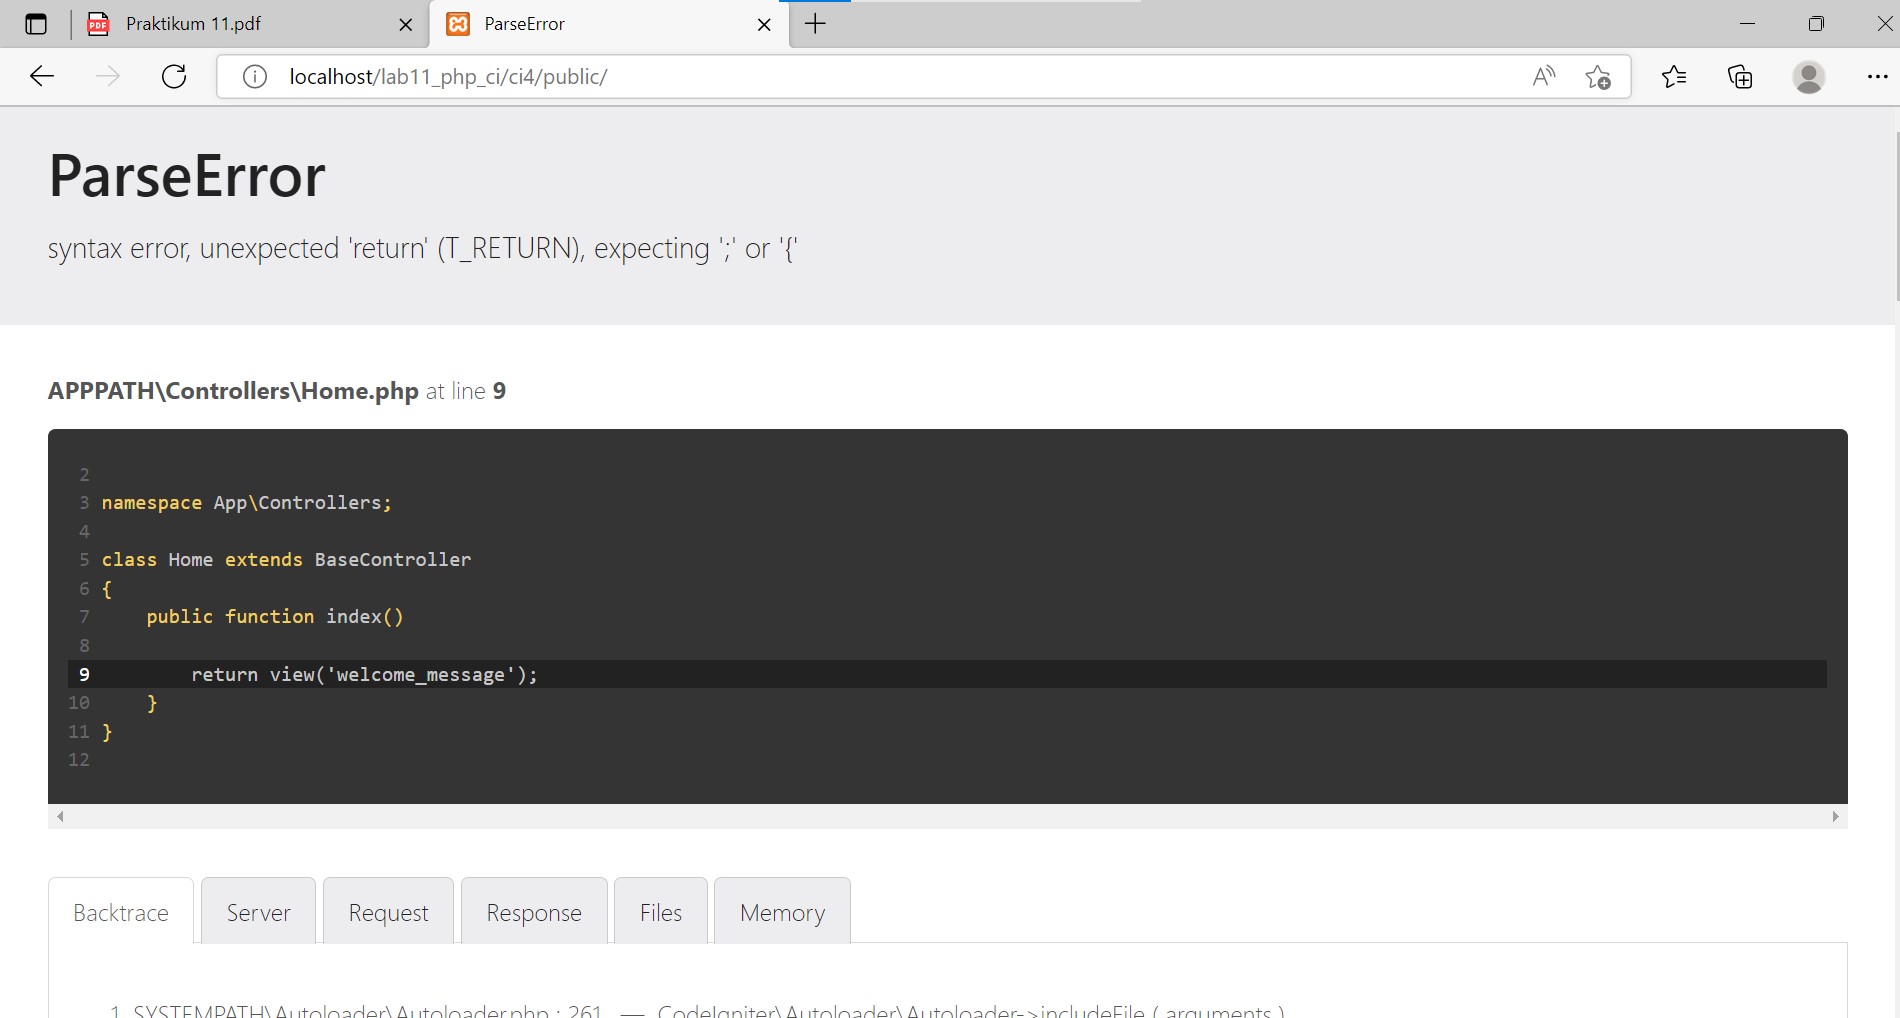 Praktikum 11.pdf
ParseError
localhost/lab11_php_ci/ci4/public/
ParseError
syntax error, unexpected 'return' (T_RETURN), expecting ';' or '{'
APPPATH\Controllers\Home.php at line 9
2
3 namespace App\Controllers;
4
5 class Home extends BaseController
6 {
7 public function index()
8
9 return view('welcome_message');
10 }
11 }
12
Backtrace Server Request Response Files Memory
1. SYSTEMPATH\Autoloader\Autoloader.php : 261 — CodeIgniter\Autoloader\Autoloader->includeFile ( arguments )